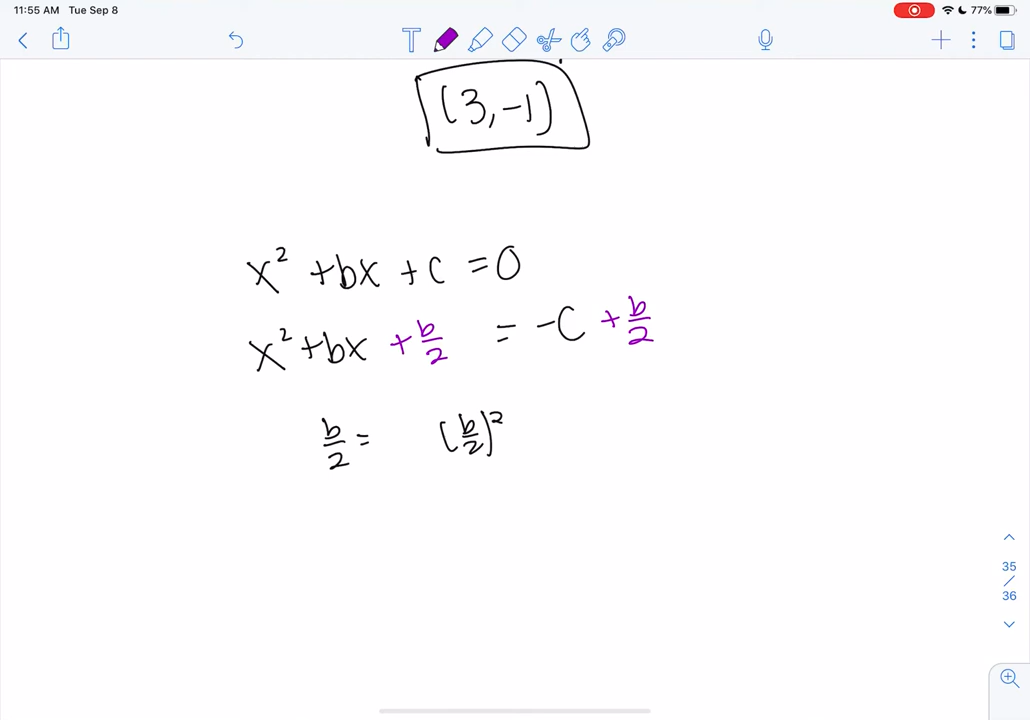 11:55 AM Tue Sep 8 77%
T
(3, -1)
x² + bx + c = 0
x² + bx + b/2 = -C + b/2
b/2 = (b/2)²
35
/
36